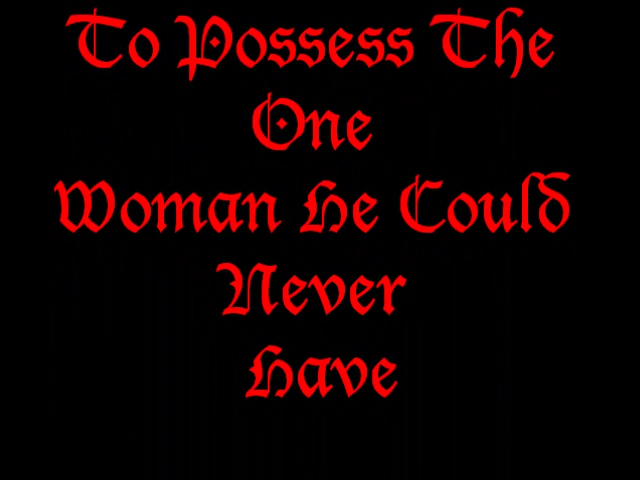 To Possess The
One
Woman He Could
Never
Have